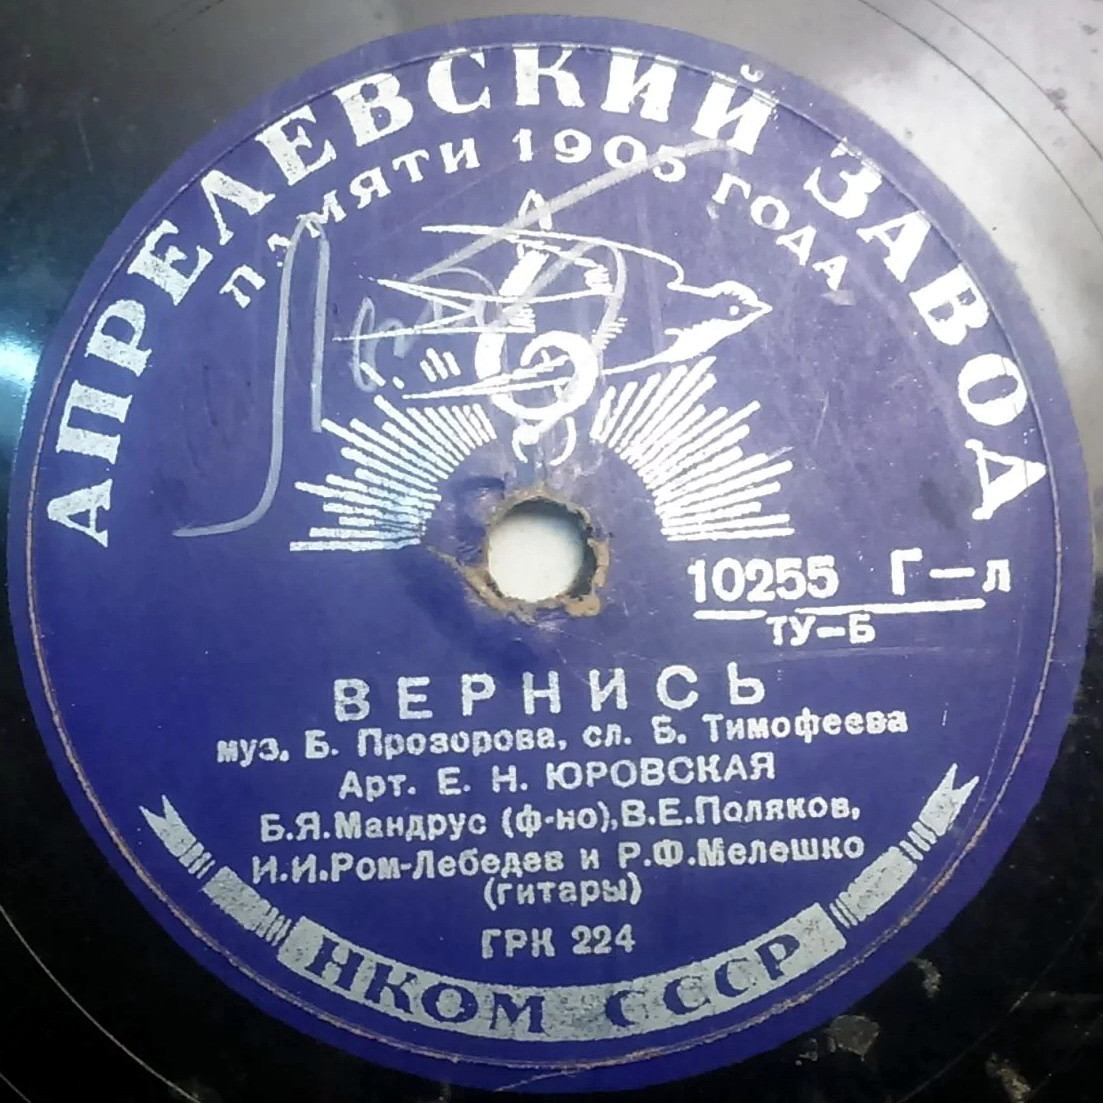 АПРЕЛЕВСКИЙ ЗАВОД
ПАМЯТИ 1905 ГОДА
10255 Г—л
ТУ—Б
ВЕРНИСЬ
муз. Б. Прозорова, сл. Б. Тимофеева
Арт. Е. Н. ЮРОВСКАЯ
Б.Я.Мандрус (ф-но),В.Е.Поляков,
И.И.Ром-Лебедев и Р.Ф.Мелешко
(гитары)
ГРК 224
НКОМ СССР